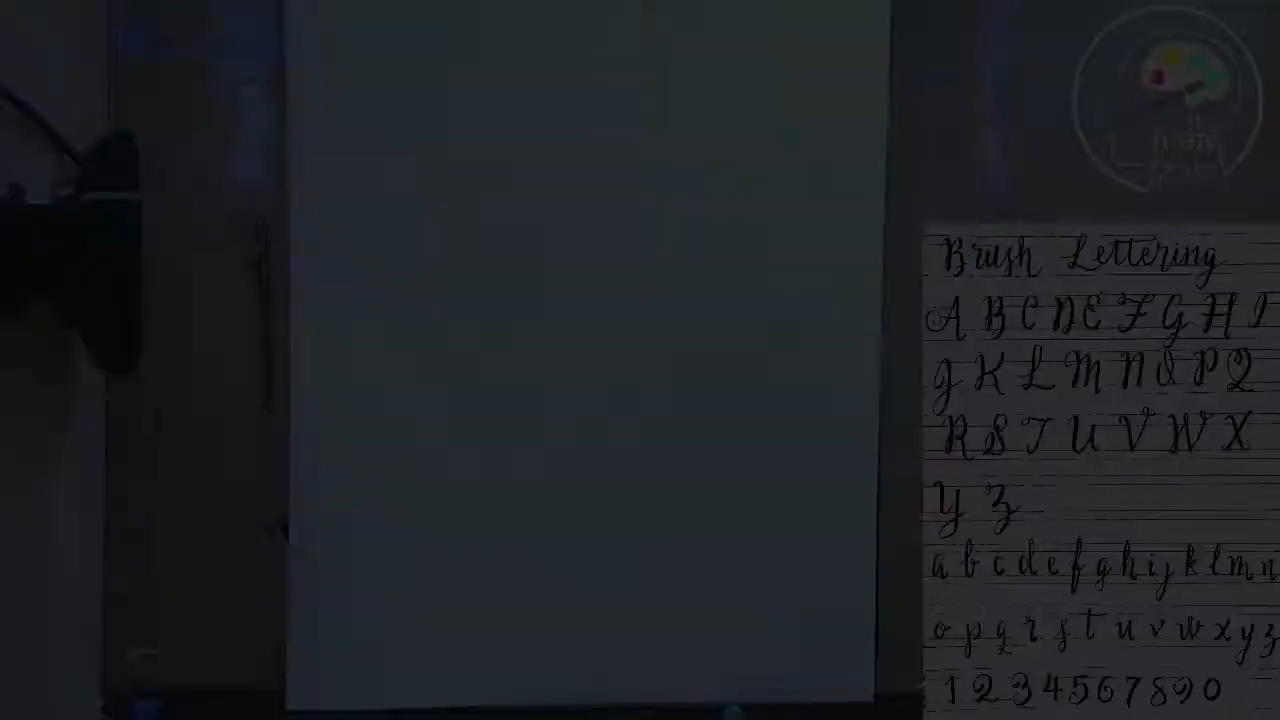 Brush Lettering
A B C D E F G H I
J K L M N O P Q
R S T U V W X
Y Z
a b c d e f g h i j k l m n
o p q r s t u v w x y z
1 2 3 4 5 6 7 8 9 0